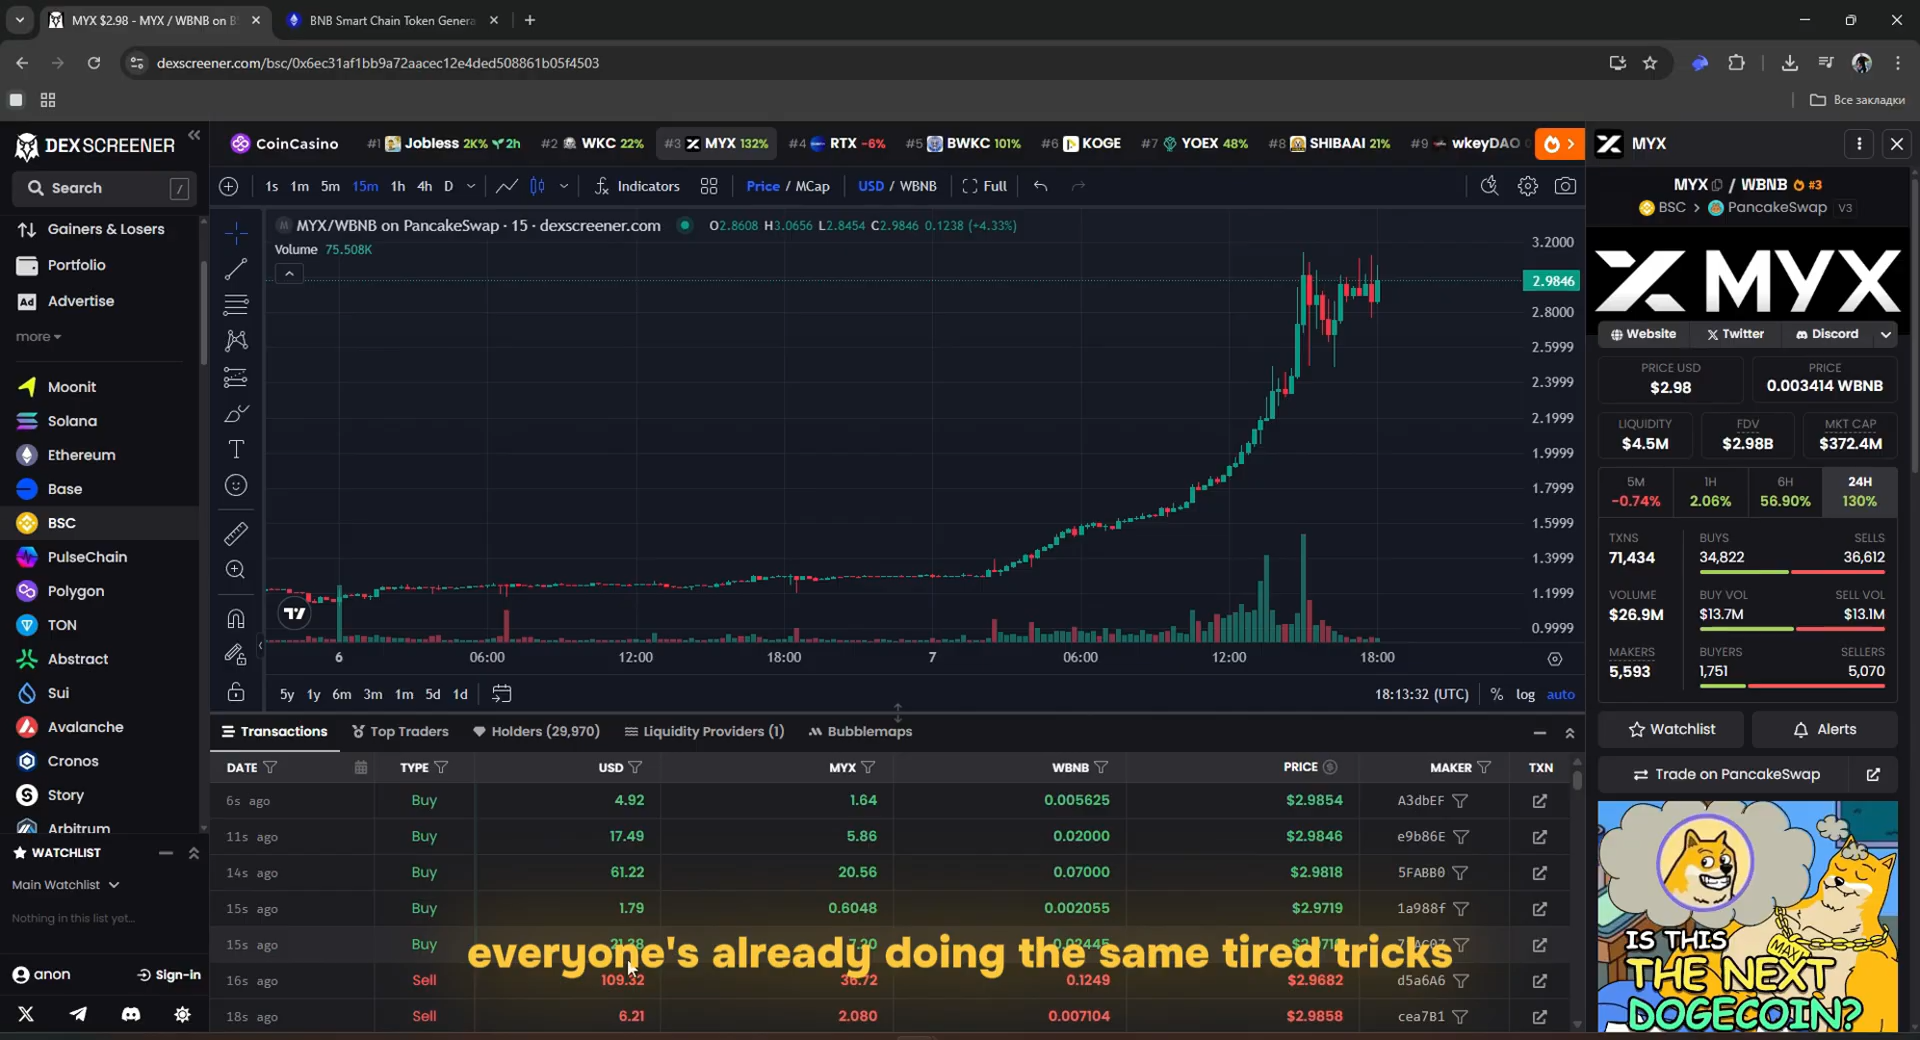 MYX $2.98 - MYX / WBNB on B
BNB Smart Chain Token Genera
dexscreener.com/bsc/0x6ec31af1bb9a72aacec12e4ded508861b05f4503
Все закладки
DEX SCREENER
CoinCasino
#1 Jobless 2K% 2h
#2 WKC 22%
#3 MYX 132%
#4 RTX -6%
#5 BWKC 101%
#6 KOGE
#7 YOEX 48%
#8 SHIBAAI 21%
#9 wkeyDAO
MYX
Search /
1s 1m 5m 15m 1h 4h D
Indicators
Price / MCap
USD / WBNB
Full
Gainers & Losers
Portfolio
Ad Advertise
more
Moonit
Solana
Ethereum
Base
BSC
PulseChain
Polygon
TON
Abstract
Sui
Avalanche
Cronos
Story
Arbitrum
WATCHLIST
Main Watchlist
Nothing in this list yet...
anon
Sign-in
MYX/WBNB on PancakeSwap · 15 · dexscreener.com
O2.8608 H3.0656 L2.8454 C2.9846 0.1238 (+4.33%)
Volume 75.508K
3.2000
2.9846
2.8000
2.5999
2.3999
2.1999
1.9999
1.7999
1.5999
1.3999
1.1999
0.9999
6 06:00 12:00 18:00 7 06:00 12:00 18:00
5y 1y 6m 3m 1m 5d 1d
18:13:32 (UTC) % log auto
Transactions
Top Traders
Holders (29,970)
Liquidity Providers (1)
Bubblemaps
DATE TYPE USD MYX WBNB PRICE MAKER TXN
6s ago Buy 4.92 1.64 0.005625 $2.9854 A3dbEF
11s ago Buy 17.49 5.86 0.02000 $2.9846 e9b86E
14s ago Buy 61.22 20.56 0.07000 $2.9818 5FABB0
15s ago Buy 1.79 0.6048 0.002055 $2.9719 1a988f
15s ago Buy
everyone's already doing the same tired tricks
16s ago Sell 109.32 36.72 0.1249 $2.9682 d5a6A6
18s ago Sell 6.21 2.080 0.007104 $2.9858 cea7B1
MYX / WBNB #3
BSC > PancakeSwap V3
MYX
Website
Twitter
Discord
PRICE USD
$2.98
PRICE
0.003414 WBNB
LIQUIDITY
$4.5M
FDV
$2.98B
MKT CAP
$372.4M
5M
-0.74%
1H
2.06%
6H
56.90%
24H
130%
TXNS
71,434
BUYS
34,822
SELLS
36,612
VOLUME
$26.9M
BUY VOL
$13.7M
SELL VOL
$13.1M
MAKERS
5,593
BUYERS
1,751
SELLERS
5,070
Watchlist
Alerts
Trade on PancakeSwap
IS THIS
THE NEXT
DOGECOIN?